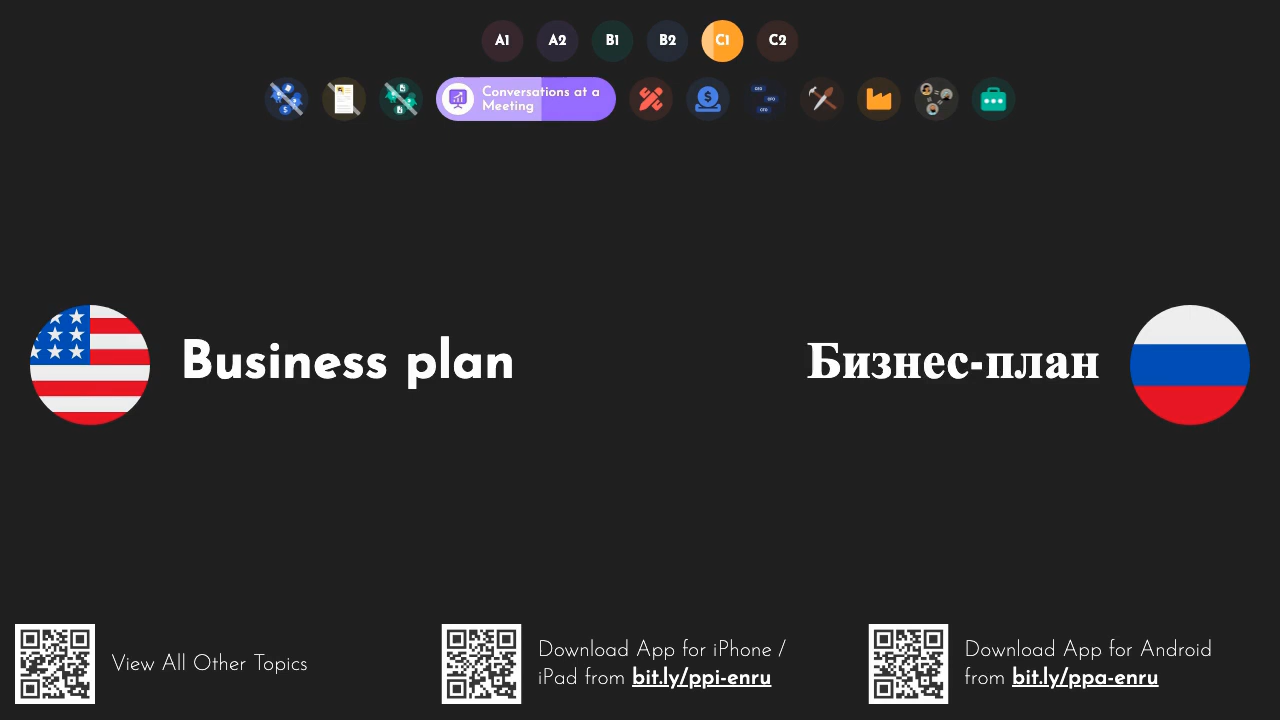 A1 A2 B1 B2 C1 C2
Conversations at a
Meeting
Business plan
Бизнес-план
View All Other Topics
Download App for iPhone /
iPad from bit.ly/ppi-enru
Download App for Android
from bit.ly/ppa-enru